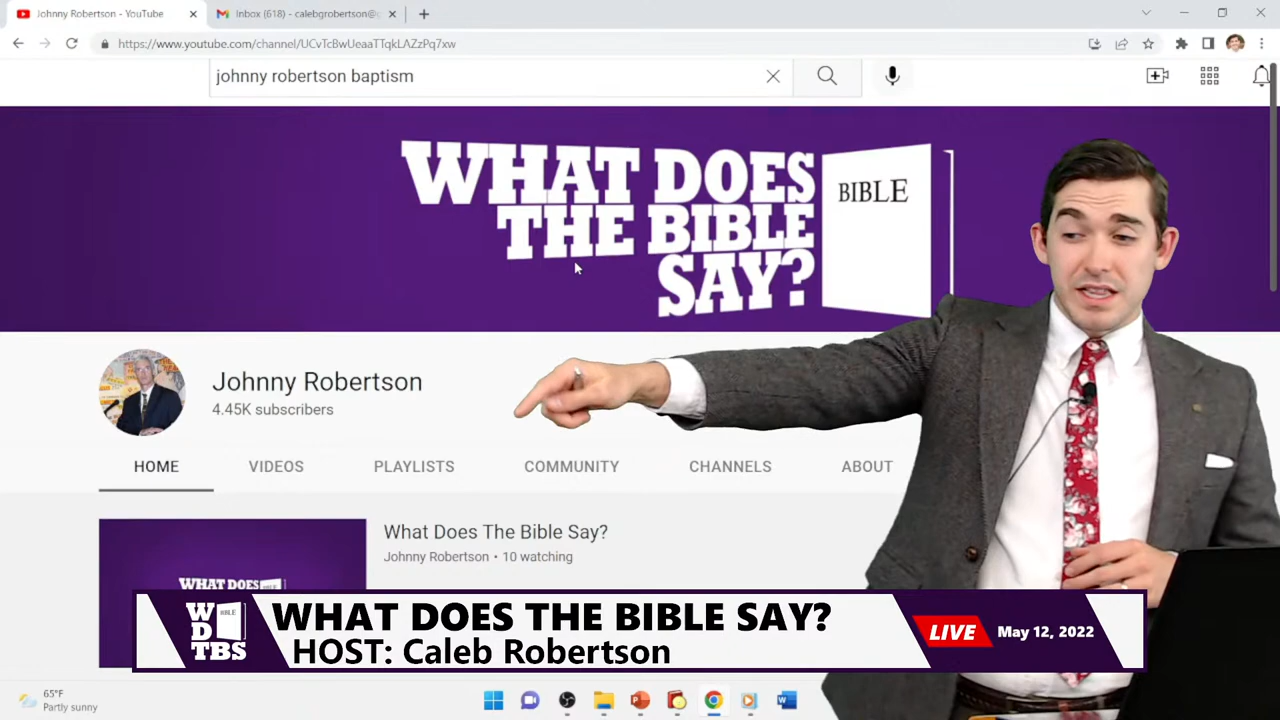 Johnny Robertson - YouTube
Inbox (618) - calebgrobertson@
https://www.youtube.com/channel/UCvTcBwUeaaTTqkLAZzPq7xw
johnny robertson baptism
WHAT DOES
THE BIBLE
SAY?
BIBLE
Johnny Robertson
4.45K subscribers
HOME
VIDEOS
PLAYLISTS
COMMUNITY
CHANNELS
ABOUT
What Does The Bible Say?
Johnny Robertson • 10 watching
WHAT DOES
W
D BIBLE
TBS
WHAT DOES THE BIBLE SAY?
HOST: Caleb Robertson
LIVE
May 12, 2022
65°F
Partly sunny